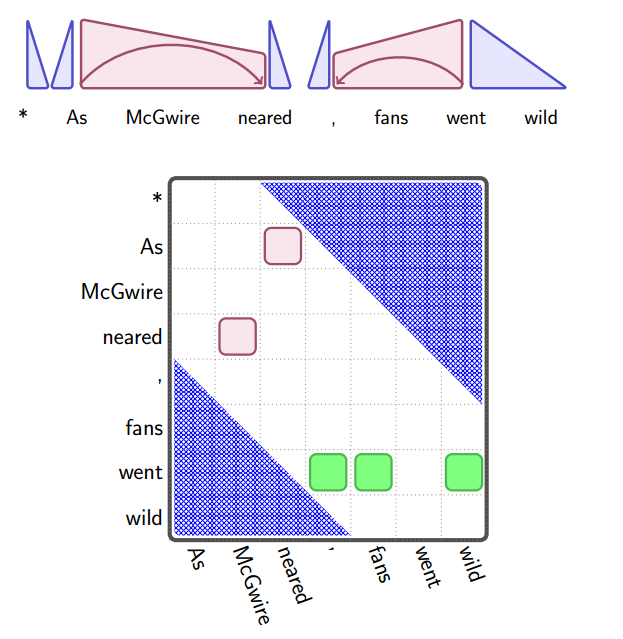 * As McGwire neared , fans went wild
*
As
McGwire
neared
,
fans
went
wild
As McGwire neared , fans went wild